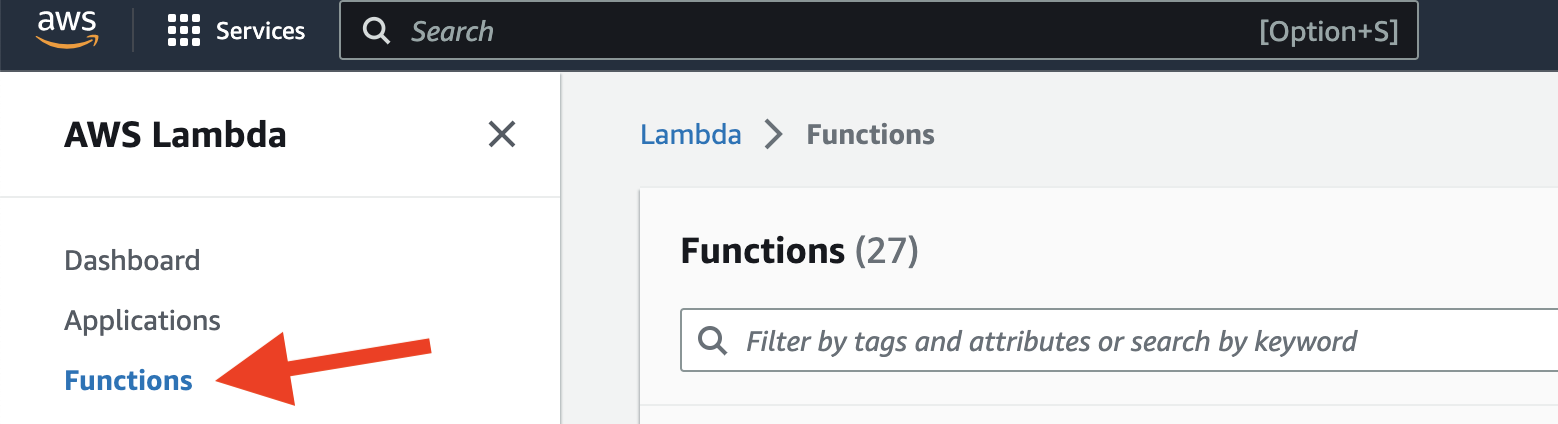 aws Services Search [Option+S]
AWS Lambda
Lambda Functions
Dashboard
Applications
Functions
Functions (27)
Filter by tags and attributes or search by keyword